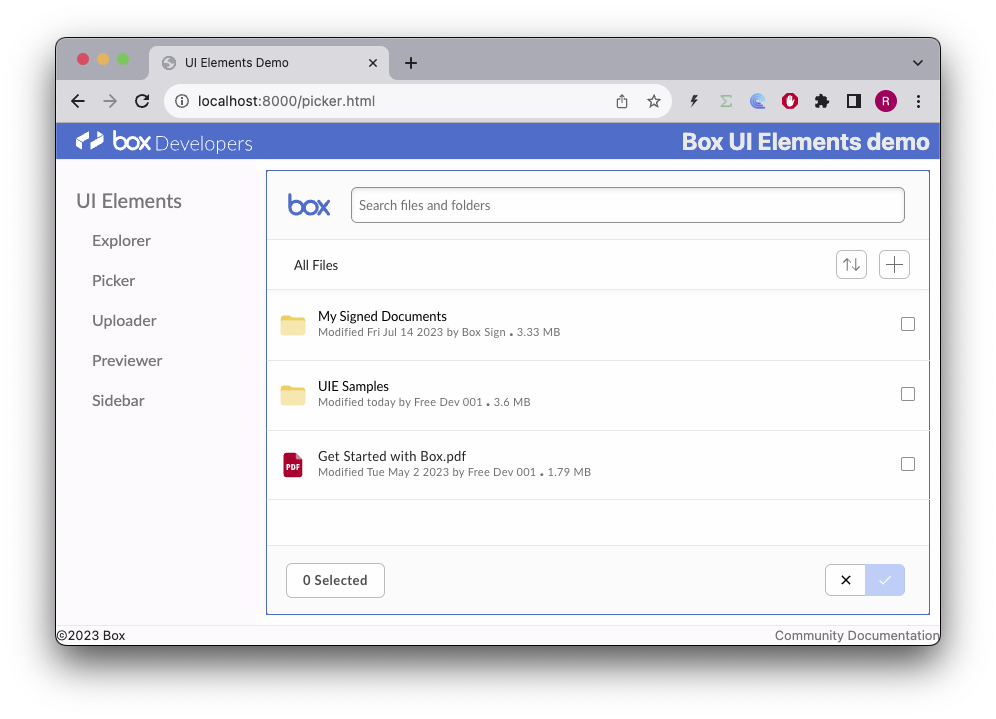 UI Elements Demo
localhost:8000/picker.html
R
box Developers
Box UI Elements demo
UI Elements
Explorer
Picker
Uploader
Previewer
Sidebar
box
Search files and folders
All Files
My Signed Documents
Modified Fri Jul 14 2023 by Box Sign • 3.33 MB
UIE Samples
Modified today by Free Dev 001 • 3.6 MB
PDF
Get Started with Box.pdf
Modified Tue May 2 2023 by Free Dev 001 • 1.79 MB
0 Selected
©2023 Box
Community Documentation